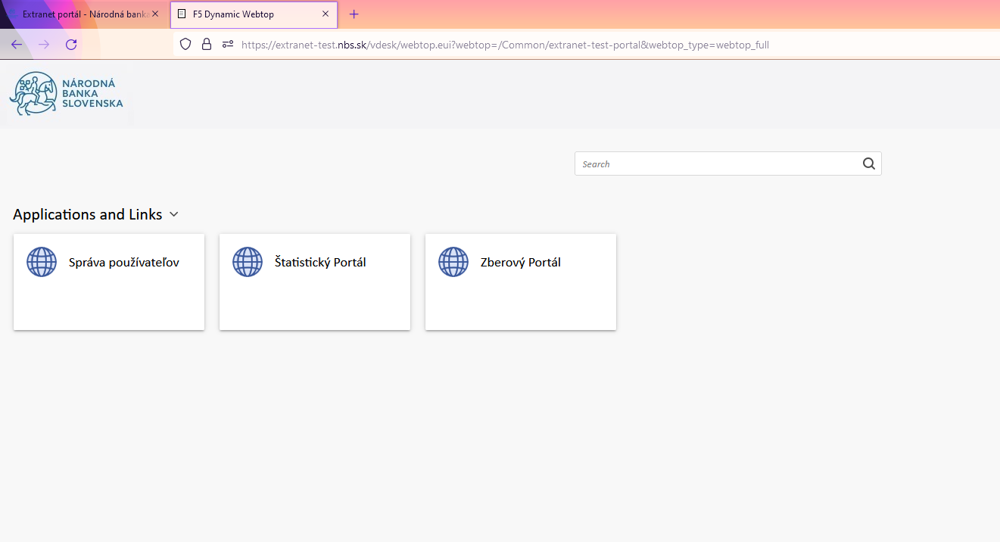 Extranet portál - Národná banka
F5 Dynamic Webtop
https://extranet-test.nbs.sk/vdesk/webtop.eui?webtop=/Common/extranet-test-portal&webtop_type=webtop_full
NÁRODNÁ
BANKA
SLOVENSKA
Search
Applications and Links
Správa používateľov
Štatistický Portál
Zberový Portál